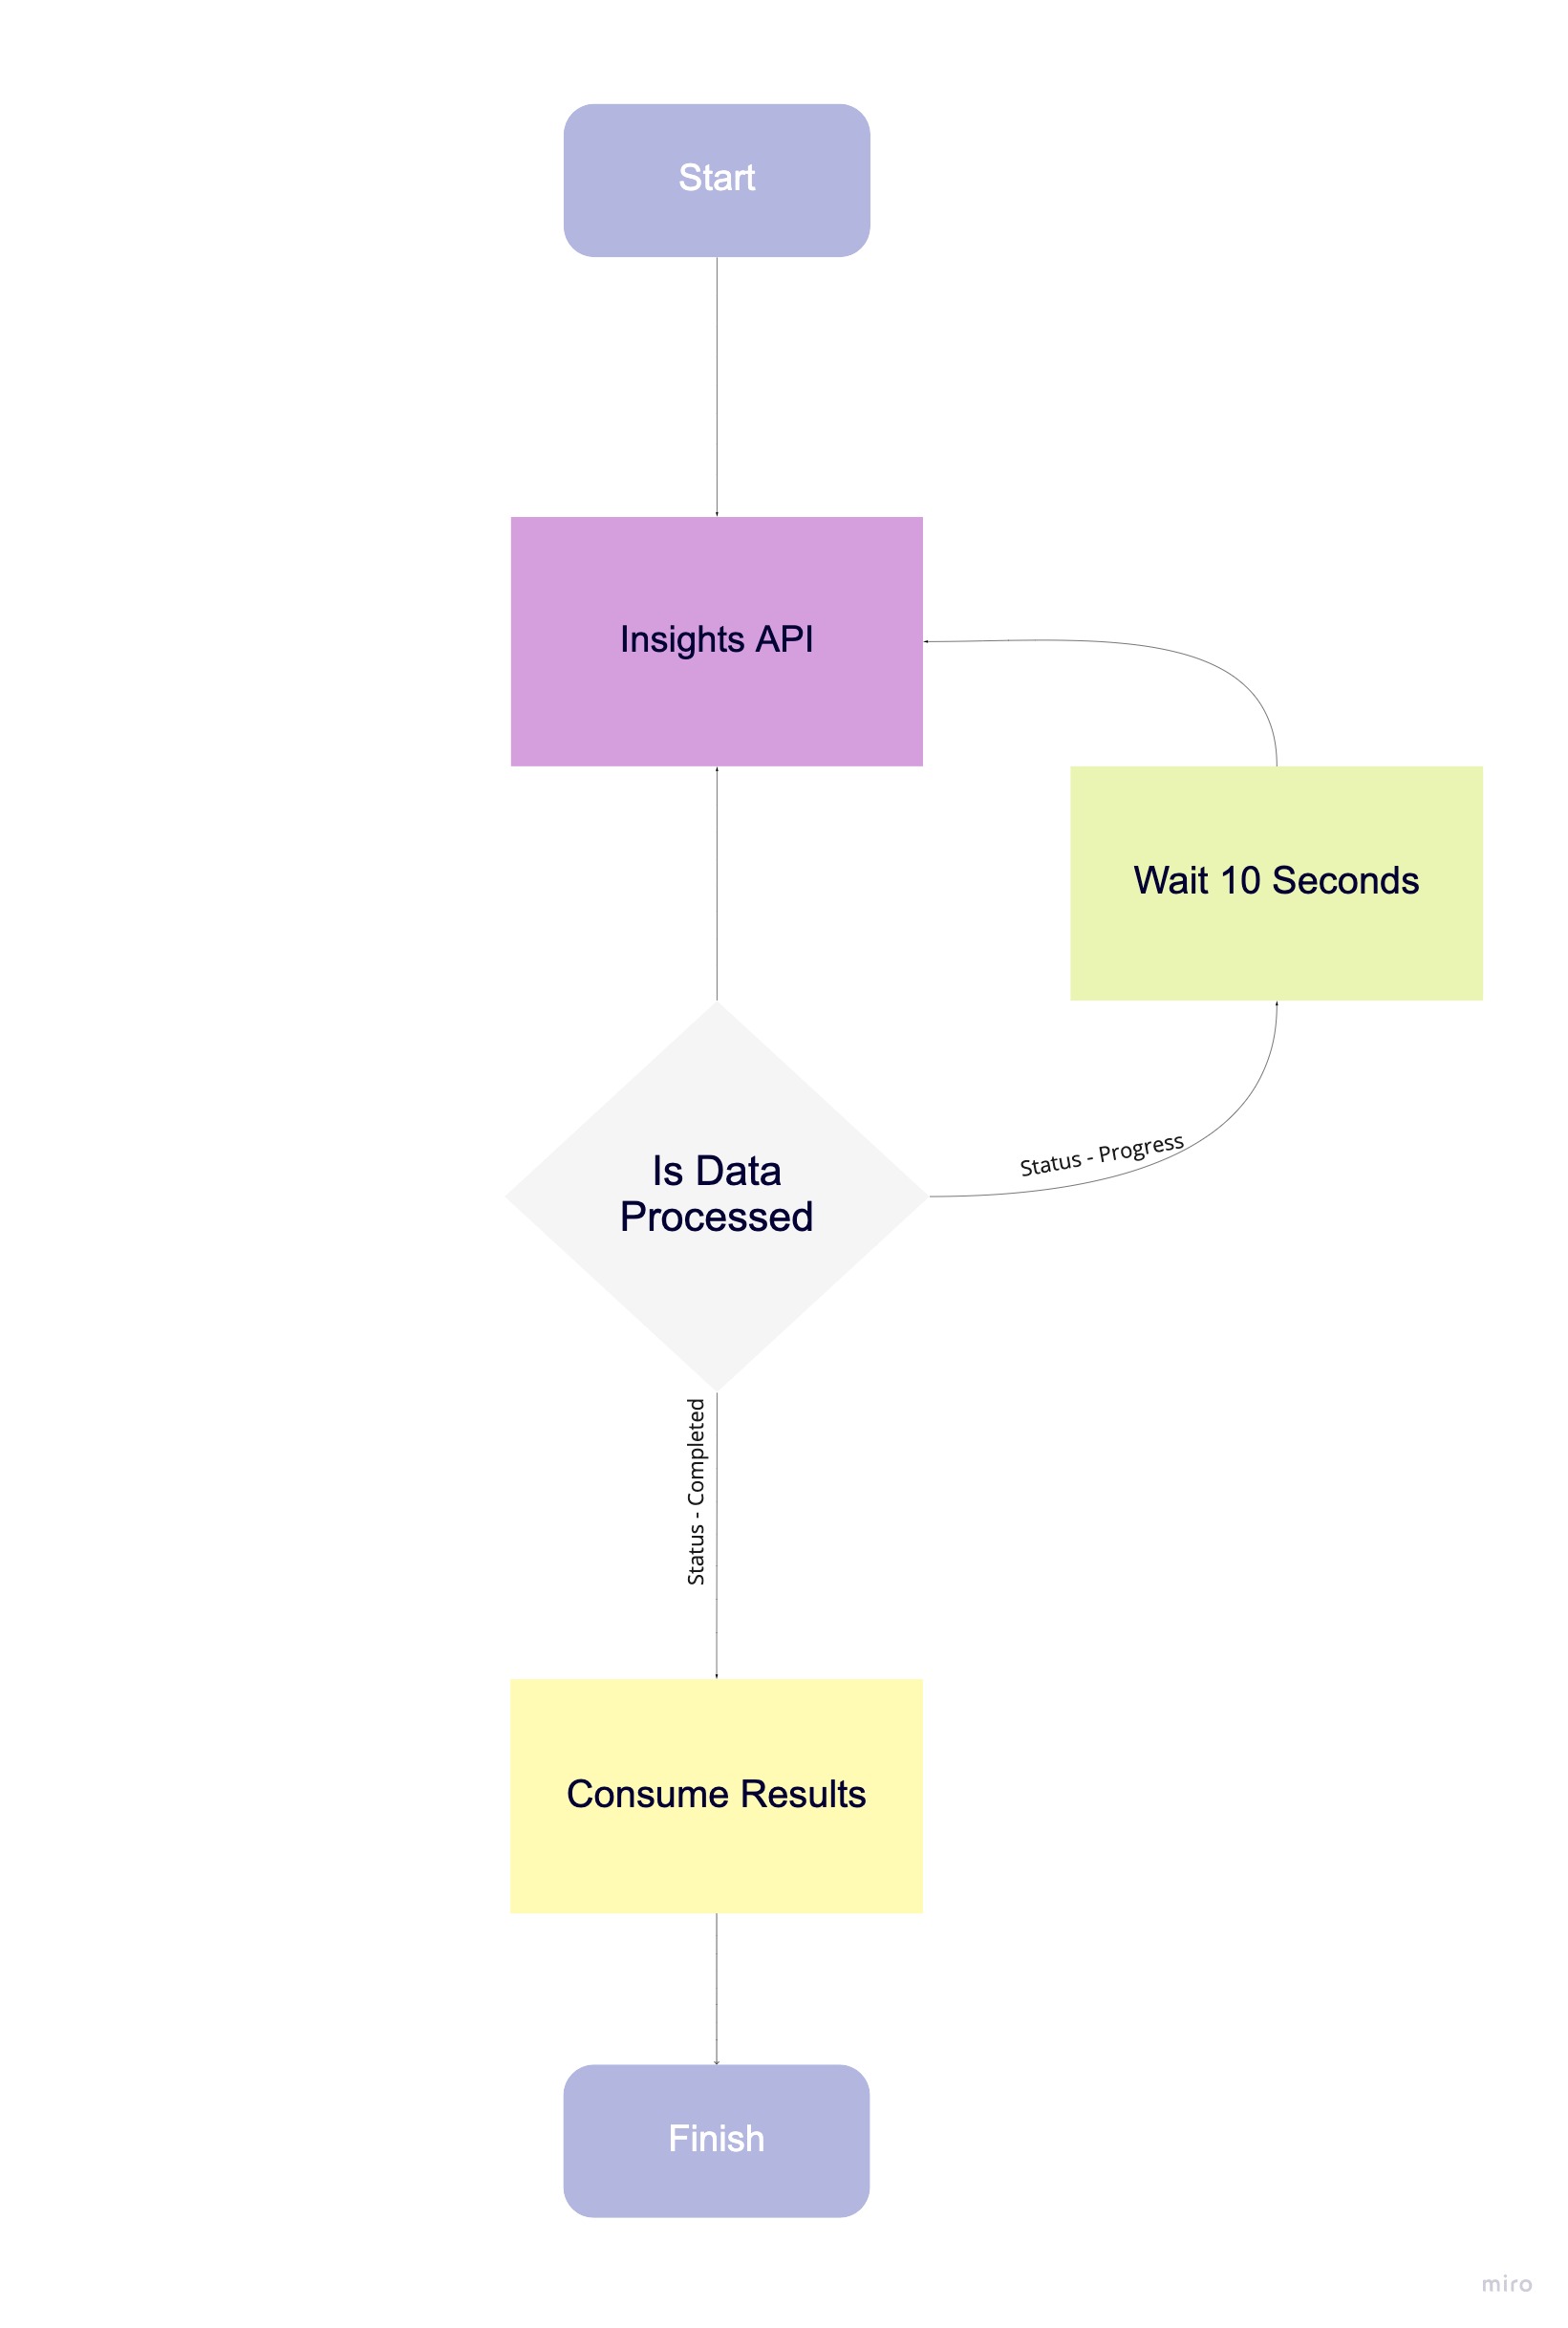 Start
Insights API
Wait 10 Seconds
Is Data
Processed
Status - Progress
Status - Completed
Consume Results
Finish
miro